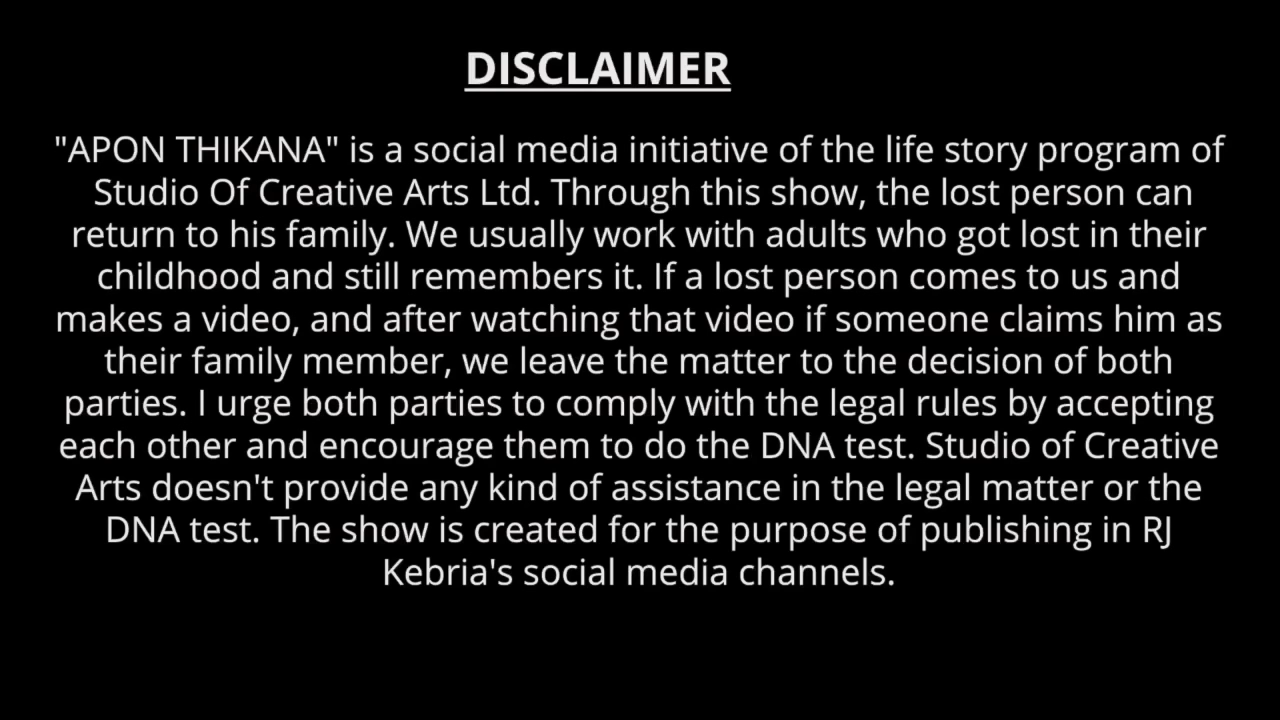 DISCLAIMER
"APON THIKANA" is a social media initiative of the life story program of
Studio Of Creative Arts Ltd. Through this show, the lost person can
return to his family. We usually work with adults who got lost in their
childhood and still remembers it. If a lost person comes to us and
makes a video, and after watching that video if someone claims him as
their family member, we leave the matter to the decision of both
parties. I urge both parties to comply with the legal rules by accepting
each other and encourage them to do the DNA test. Studio of Creative
Arts doesn't provide any kind of assistance in the legal matter or the
DNA test. The show is created for the purpose of publishing in RJ
Kebria's social media channels.